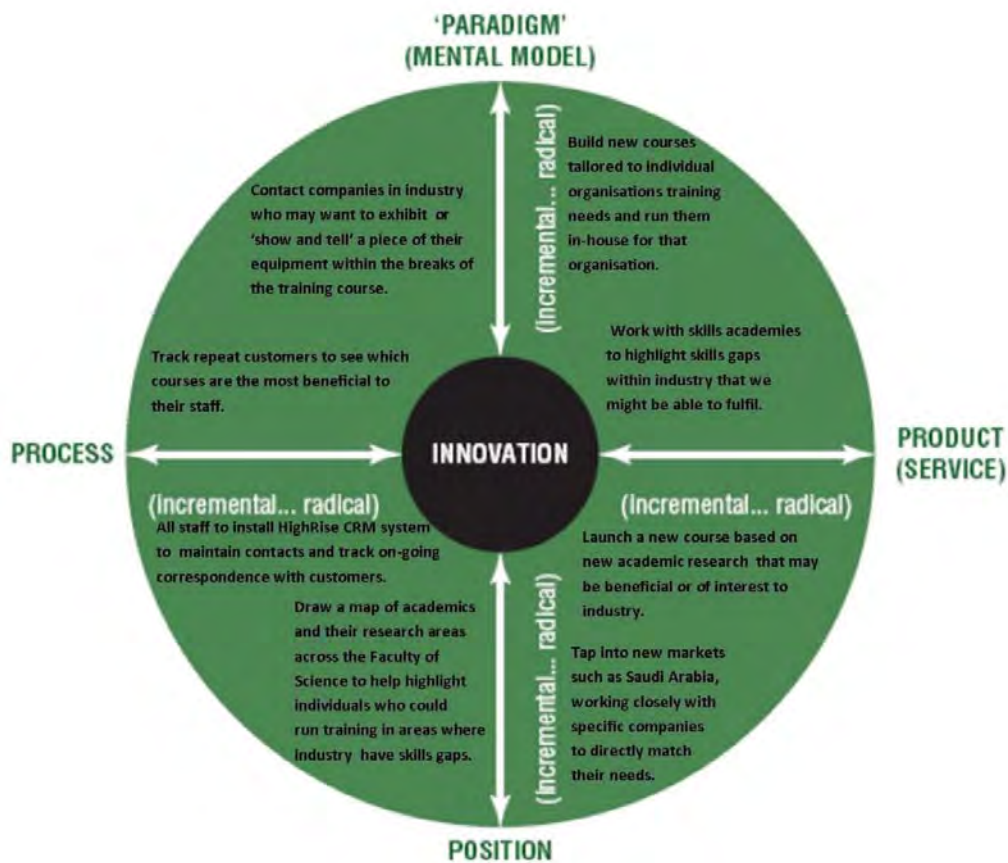 'PARADIGM'
(MENTAL MODEL)
(incremental... radical)
Build new courses
tailored to individual
organisations training
needs and run them
in-house for that
organisation.
Contact companies in industry
who may want to exhibit or
'show and tell' a piece of their
equipment within the breaks of
the training course.
Work with skills academies
to highlight skills gaps
within industry that we
might be able to fulfil.
Track repeat customers to see which
courses are the most beneficial to
their staff.
PROCESS
INNOVATION
PRODUCT
(SERVICE)
(incremental... radical)
(incremental... radical)
All staff to install HighRise CRM system
to maintain contacts and track on-going
correspondence with customers.
Launch a new course based on
new academic research that may
be beneficial or of interest to
industry.
Draw a map of academics
and their research areas
across the Faculty of
Science to help highlight
individuals who could
run training in areas where
industry have skills gaps.
(incremental... radical)
Tap into new markets
such as Saudi Arabia,
working closely with
specific companies
to directly match
their needs.
POSITION